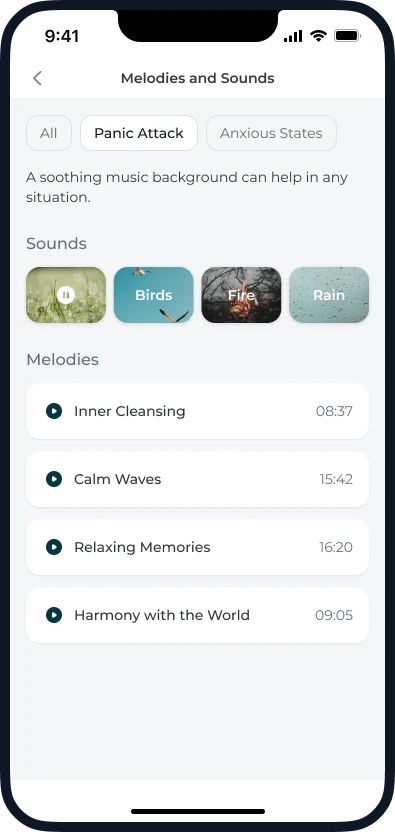 9:41
Melodies and Sounds
All
Panic Attack
Anxious States
A soothing music background can help in any
situation.
Sounds
Birds
Fire
Rain
Melodies
Inner Cleansing
08:37
Calm Waves
15:42
Relaxing Memories
16:20
Harmony with the World
09:05